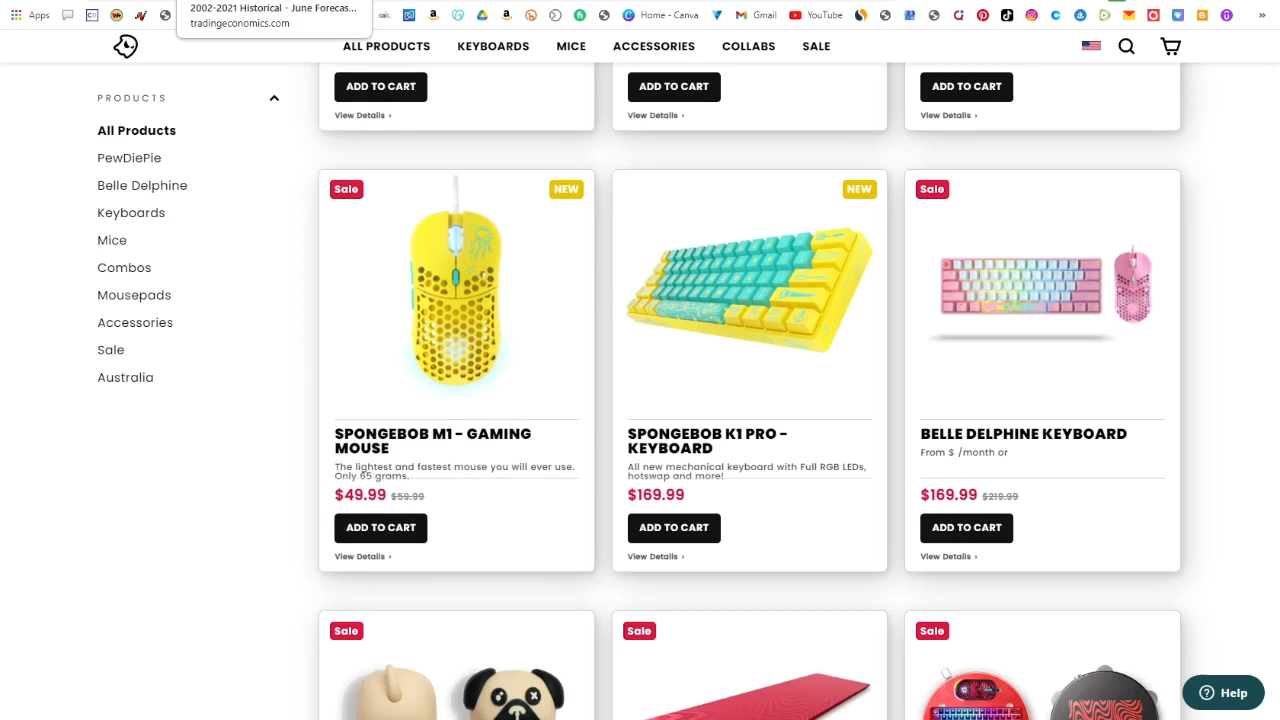 2002-2021 Historical - June Forecas...
tradingeconomics.com
Apps
Home - Canva
Gmail
YouTube
»
ALL PRODUCTS
KEYBOARDS
MICE
ACCESSORIES
COLLABS
SALE
PRODUCTS
All Products
PewDiePie
Belle Delphine
Keyboards
Mice
Combos
Mousepads
Accessories
Sale
Australia
ADD TO CART
View Details ›
ADD TO CART
View Details ›
ADD TO CART
View Details ›
Sale
NEW
SPONGEBOB M1 - GAMING
MOUSE
The lightest and fastest mouse you will ever use.
Only 65 grams.
$49.99 $59.99
ADD TO CART
View Details ›
NEW
SPONGEBOB K1 PRO -
KEYBOARD
All new mechanical keyboard with Full RGB LEDs,
hotswap and more!
$169.99
ADD TO CART
View Details ›
Sale
BELLE DELPHINE KEYBOARD
From $ /month or
$169.99 $219.99
ADD TO CART
View Details ›
Sale
Sale
Sale
Help